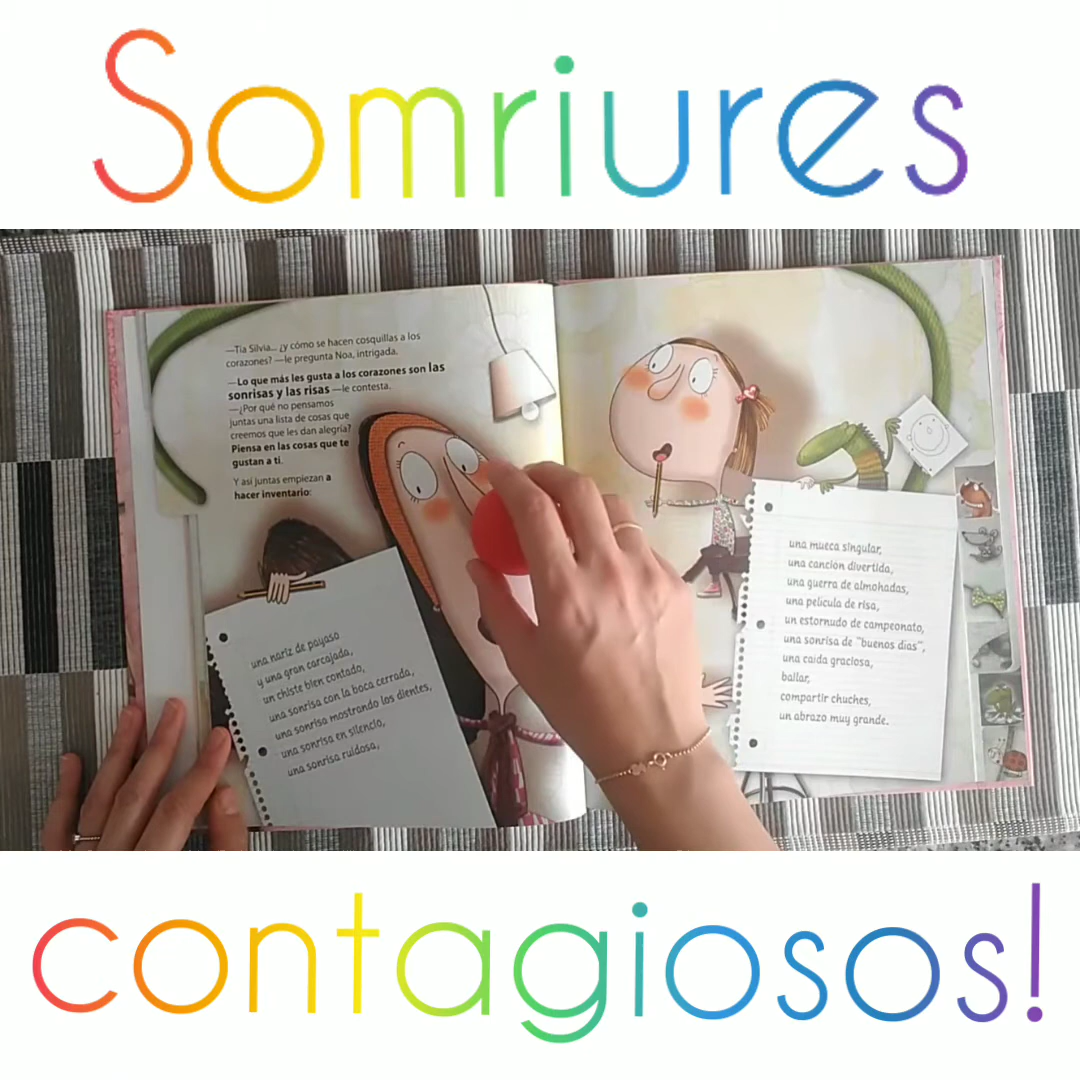 Somriures
—Tía Silvia... ¿y cómo se hacen cosquillas a los
corazones? —le pregunta Noa, intrigada.
—Lo que más les gusta a los corazones son las
sonrisas y las risas —le contesta.
—¿Por qué no pensamos
juntas una lista de cosas que
creemos que les dan alegría?
Piensa en las cosas que te
gustan a ti.
Y así juntas empiezan a
hacer inventario:
una nariz de payaso
y una gran carcajada,
un chiste bien contado,
una sonrisa con la boca cerrada,
una sonrisa mostrando los dientes,
una sonrisa en silencio,
una sonrisa ruidosa,
una mueca singular,
una canción divertida,
una guerra de almohadas,
una película de risa,
un estornudo de campeonato,
una sonrisa de "buenos días",
una caída graciosa,
bailar,
compartir chuches,
un abrazo muy grande.
contagiosos!